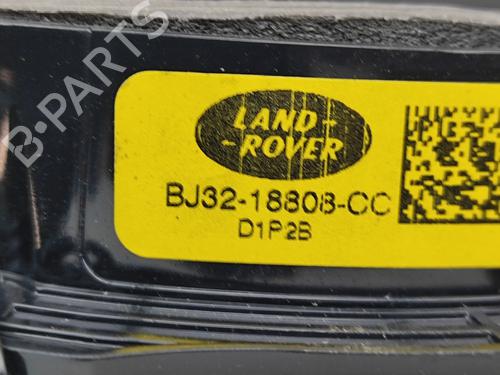 B-PARTS
LAND-
-ROVER
BJ32-18808-CC
D1P2B